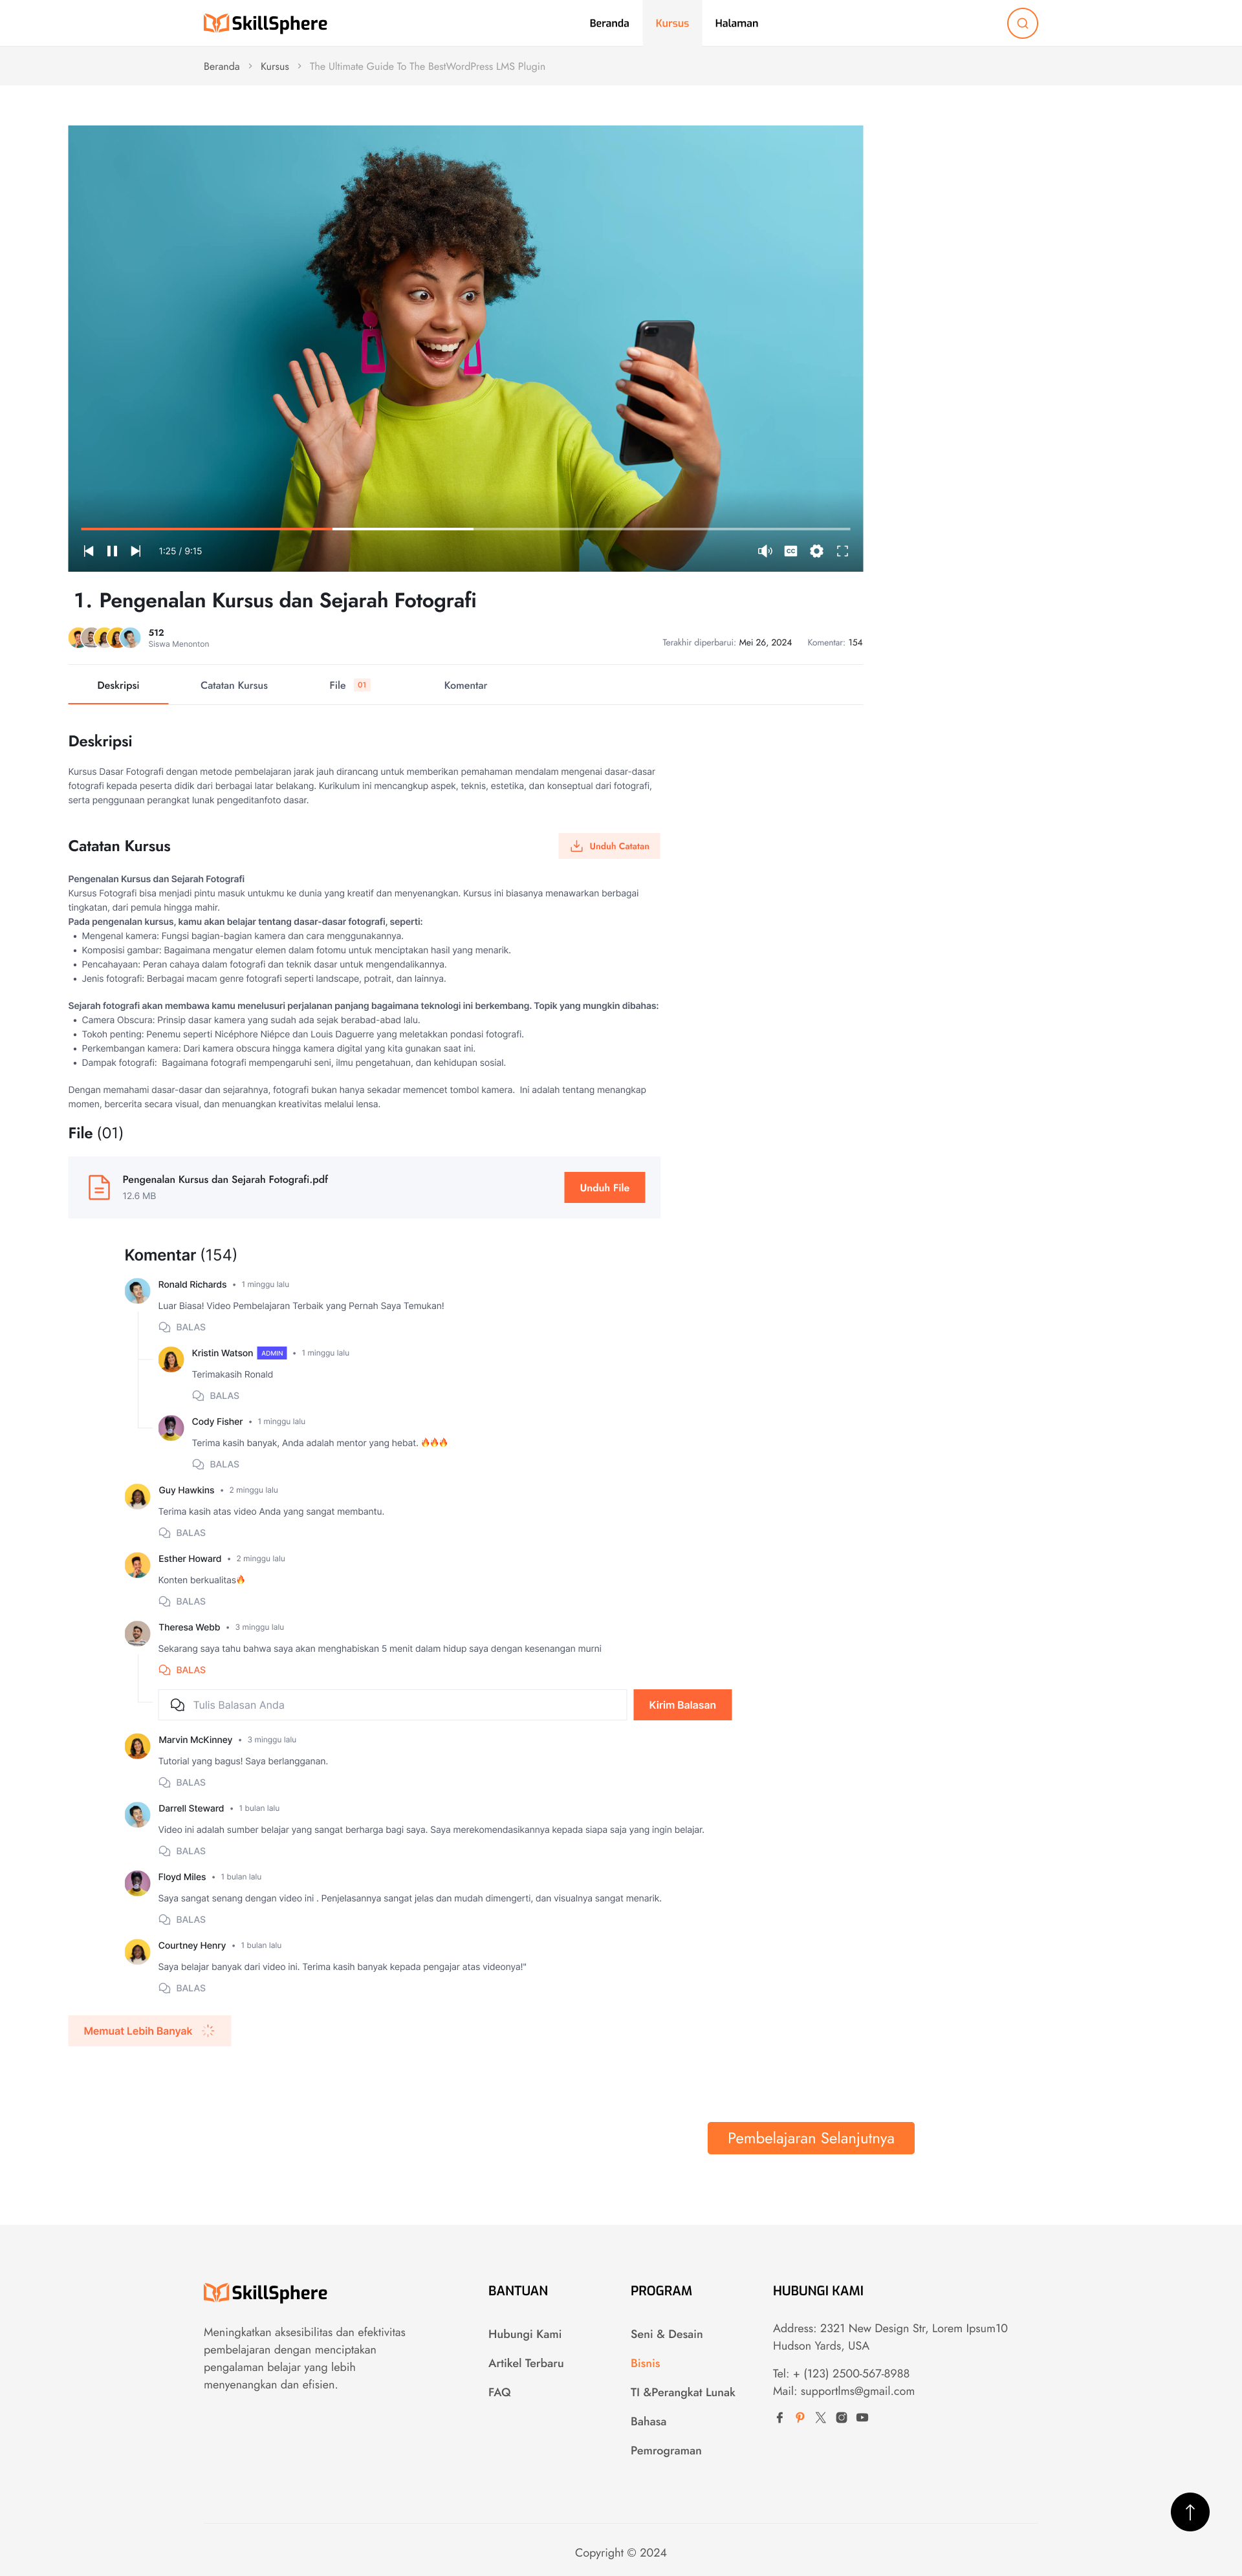 SkillSphere
Beranda
Kursus
Halaman
Beranda > Kursus > The Ultimate Guide To The BestWordPress LMS Plugin
1:25 / 9:15
CC
1. Pengenalan Kursus dan Sejarah Fotografi
512
Siswa Menonton
Terakhir diperbarui: Mei 26, 2024
Komentar: 154
Deskripsi
Catatan Kursus
File 01
Komentar
Deskripsi
Kursus Dasar Fotografi dengan metode pembelajaran jarak jauh dirancang untuk memberikan pemahaman mendalam mengenai dasar-dasar
fotografi kepada peserta didik dari berbagai latar belakang. Kurikulum ini mencangkup aspek, teknis, estetika, dan konseptual dari fotografi,
serta penggunaan perangkat lunak pengeditanfoto dasar.
Catatan Kursus
Unduh Catatan
Pengenalan Kursus dan Sejarah Fotografi
Kursus Fotografi bisa menjadi pintu masuk untukmu ke dunia yang kreatif dan menyenangkan. Kursus ini biasanya menawarkan berbagai
tingkatan, dari pemula hingga mahir.
Pada pengenalan kursus, kamu akan belajar tentang dasar-dasar fotografi, seperti:
• Mengenal kamera: Fungsi bagian-bagian kamera dan cara menggunakannya.
• Komposisi gambar: Bagaimana mengatur elemen dalam fotomu untuk menciptakan hasil yang menarik.
• Pencahayaan: Peran cahaya dalam fotografi dan teknik dasar untuk mengendalikannya.
• Jenis fotografi: Berbagai macam genre fotografi seperti landscape, potrait, dan lainnya.
Sejarah fotografi akan membawa kamu menelusuri perjalanan panjang bagaimana teknologi ini berkembang. Topik yang mungkin dibahas:
• Camera Obscura: Prinsip dasar kamera yang sudah ada sejak berabad-abad lalu.
• Tokoh penting: Penemu seperti Nicéphore Niépce dan Louis Daguerre yang meletakkan pondasi fotografi.
• Perkembangan kamera: Dari kamera obscura hingga kamera digital yang kita gunakan saat ini.
• Dampak fotografi: Bagaimana fotografi mempengaruhi seni, ilmu pengetahuan, dan kehidupan sosial.
Dengan memahami dasar-dasar dan sejarahnya, fotografi bukan hanya sekadar memencet tombol kamera. Ini adalah tentang menangkap
momen, bercerita secara visual, dan menuangkan kreativitas melalui lensa.
File (01)
Pengenalan Kursus dan Sejarah Fotografi.pdf
12.6 MB
Unduh File
Komentar (154)
Ronald Richards • 1 minggu lalu
Luar Biasa! Video Pembelajaran Terbaik yang Pernah Saya Temukan!
BALAS
Kristin Watson ADMIN • 1 minggu lalu
Terimakasih Ronald
BALAS
Cody Fisher • 1 minggu lalu
Terima kasih banyak, Anda adalah mentor yang hebat. 🔥🔥🔥
BALAS
Guy Hawkins • 2 minggu lalu
Terima kasih atas video Anda yang sangat membantu.
BALAS
Esther Howard • 2 minggu lalu
Konten berkualitas🔥
BALAS
Theresa Webb • 3 minggu lalu
Sekarang saya tahu bahwa saya akan menghabiskan 5 menit dalam hidup saya dengan kesenangan murni
BALAS
Tulis Balasan Anda
Kirim Balasan
Marvin McKinney • 3 minggu lalu
Tutorial yang bagus! Saya berlangganan.
BALAS
Darrell Steward • 1 bulan lalu
Video ini adalah sumber belajar yang sangat berharga bagi saya. Saya merekomendasikannya kepada siapa saja yang ingin belajar.
BALAS
Floyd Miles • 1 bulan lalu
Saya sangat senang dengan video ini . Penjelasannya sangat jelas dan mudah dimengerti, dan visualnya sangat menarik.
BALAS
Courtney Henry • 1 bulan lalu
Saya belajar banyak dari video ini. Terima kasih banyak kepada pengajar atas videonya!"
BALAS
Memuat Lebih Banyak
Pembelajaran Selanjutnya
SkillSphere
Meningkatkan aksesibilitas dan efektivitas
pembelajaran dengan menciptakan
pengalaman belajar yang lebih
menyenangkan dan efisien.
BANTUAN
Hubungi Kami
Artikel Terbaru
FAQ
PROGRAM
Seni & Desain
Bisnis
TI &Perangkat Lunak
Bahasa
Pemrograman
HUBUNGI KAMI
Address: 2321 New Design Str, Lorem Ipsum10
Hudson Yards, USA
Tel: + (123) 2500-567-8988
Mail: supportlms@gmail.com
Copyright © 2024